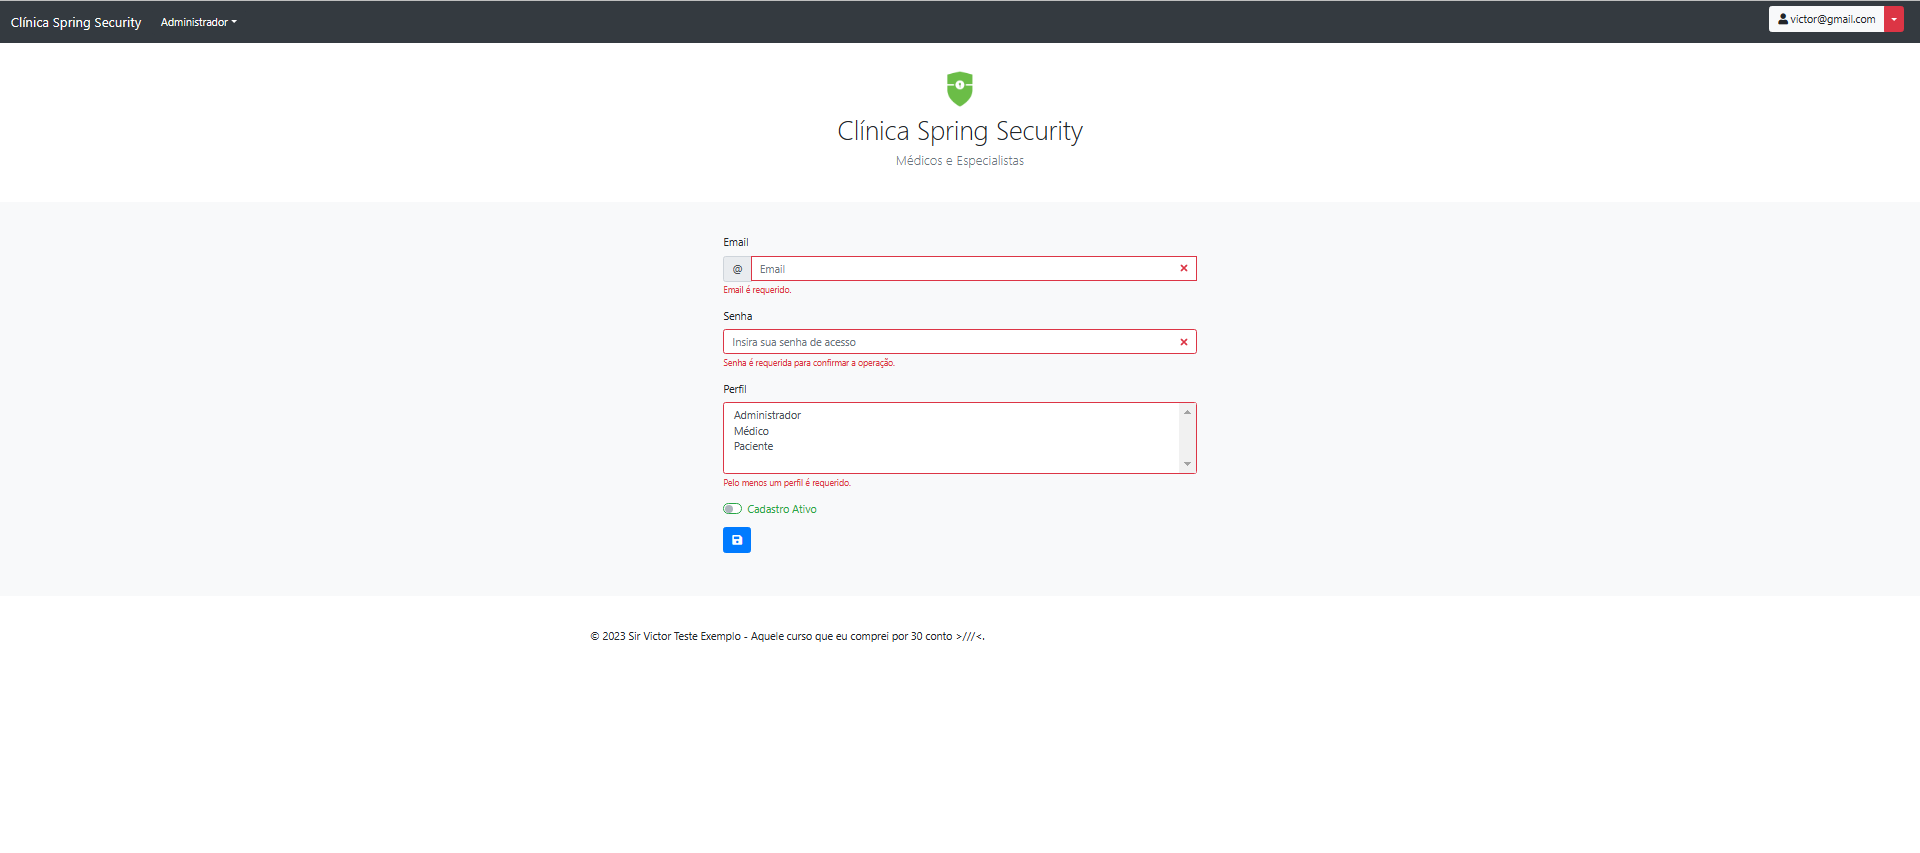 Clínica Spring Security Administrador victor@gmail.com
Clínica Spring Security
Médicos e Especialistas
Email
@ Email
Email é requerido.
Senha
Insira sua senha de acesso
Senha é requerida para confirmar a operação.
Perfil
Administrador
Médico
Paciente
Pelo menos um perfil é requerido.
Cadastro Ativo
© 2023 Sir Victor Teste Exemplo - Aquele curso que eu comprei por 30 conto >///<.